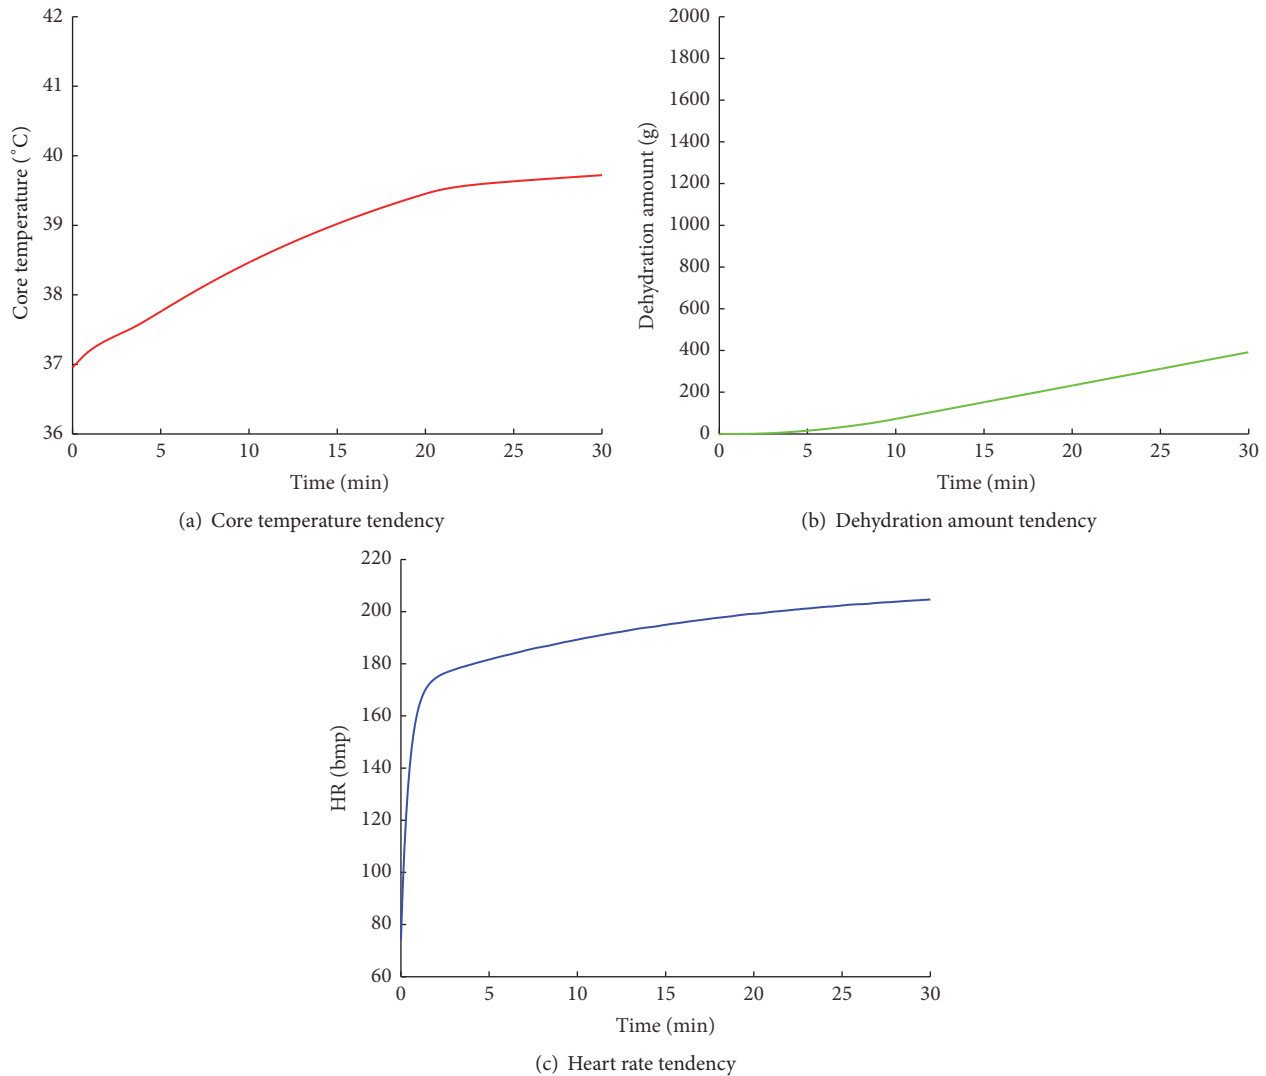 42
41
40
39
38
37
36
Core temperature (˚C)
0 5 10 15 20 25 30
Time (min)
(a) Core temperature tendency
2000
1800
1600
1400
1200
1000
800
600
400
200
0
Dehydration amount (g)
0 5 10 15 20 25 30
Time (min)
(b) Dehydration amount tendency
220
200
180
160
140
120
100
80
60
HR (bmp)
0 5 10 15 20 25 30
Time (min)
(c) Heart rate tendency